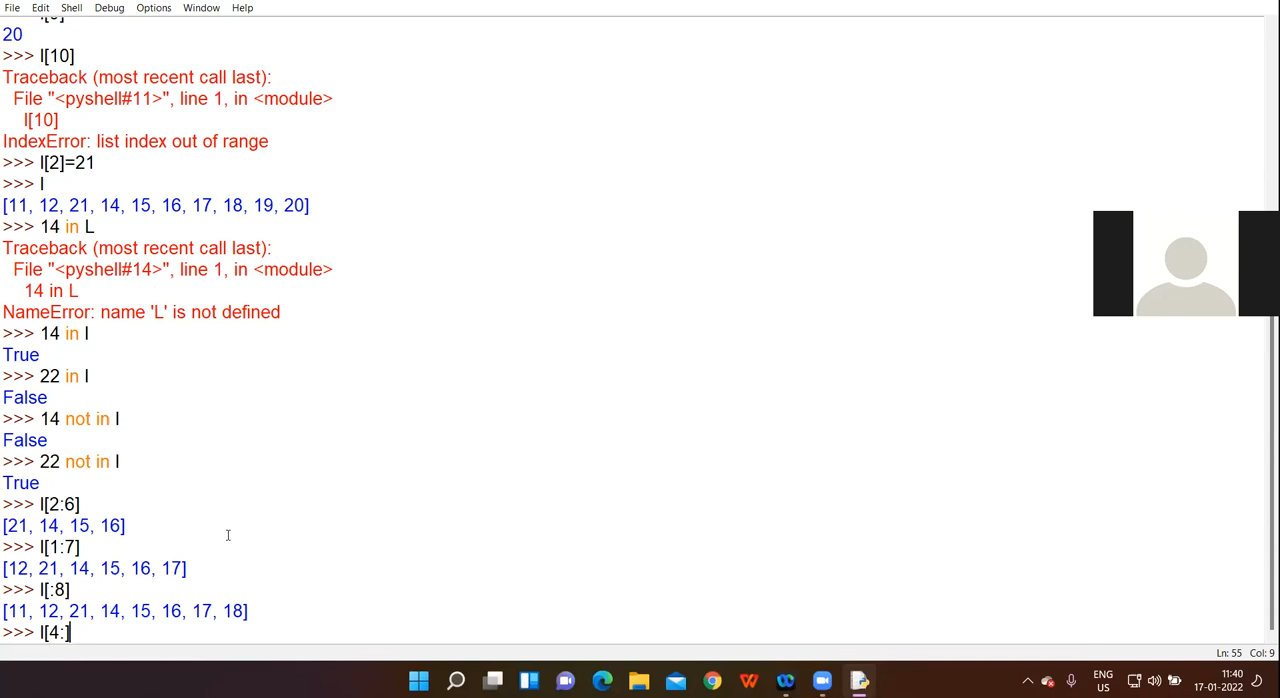 File Edit Shell Debug Options Window Help
20
>>> l[10]
Traceback (most recent call last):
File "<pyshell#11>", line 1, in <module>
l[10]
IndexError: list index out of range
>>> l[2]=21
>>> l
[11, 12, 21, 14, 15, 16, 17, 18, 19, 20]
>>> 14 in L
Traceback (most recent call last):
File "<pyshell#14>", line 1, in <module>
14 in L
NameError: name 'L' is not defined
>>> 14 in l
True
>>> 22 in l
False
>>> 14 not in l
False
>>> 22 not in l
True
>>> l[2:6]
[21, 14, 15, 16]
>>> l[1:7]
[12, 21, 14, 15, 16, 17]
>>> l[:8]
[11, 12, 21, 14, 15, 16, 17, 18]
>>> l[4:]
Ln: 55 Col: 9
ENG 11:40
US 17-01-2022